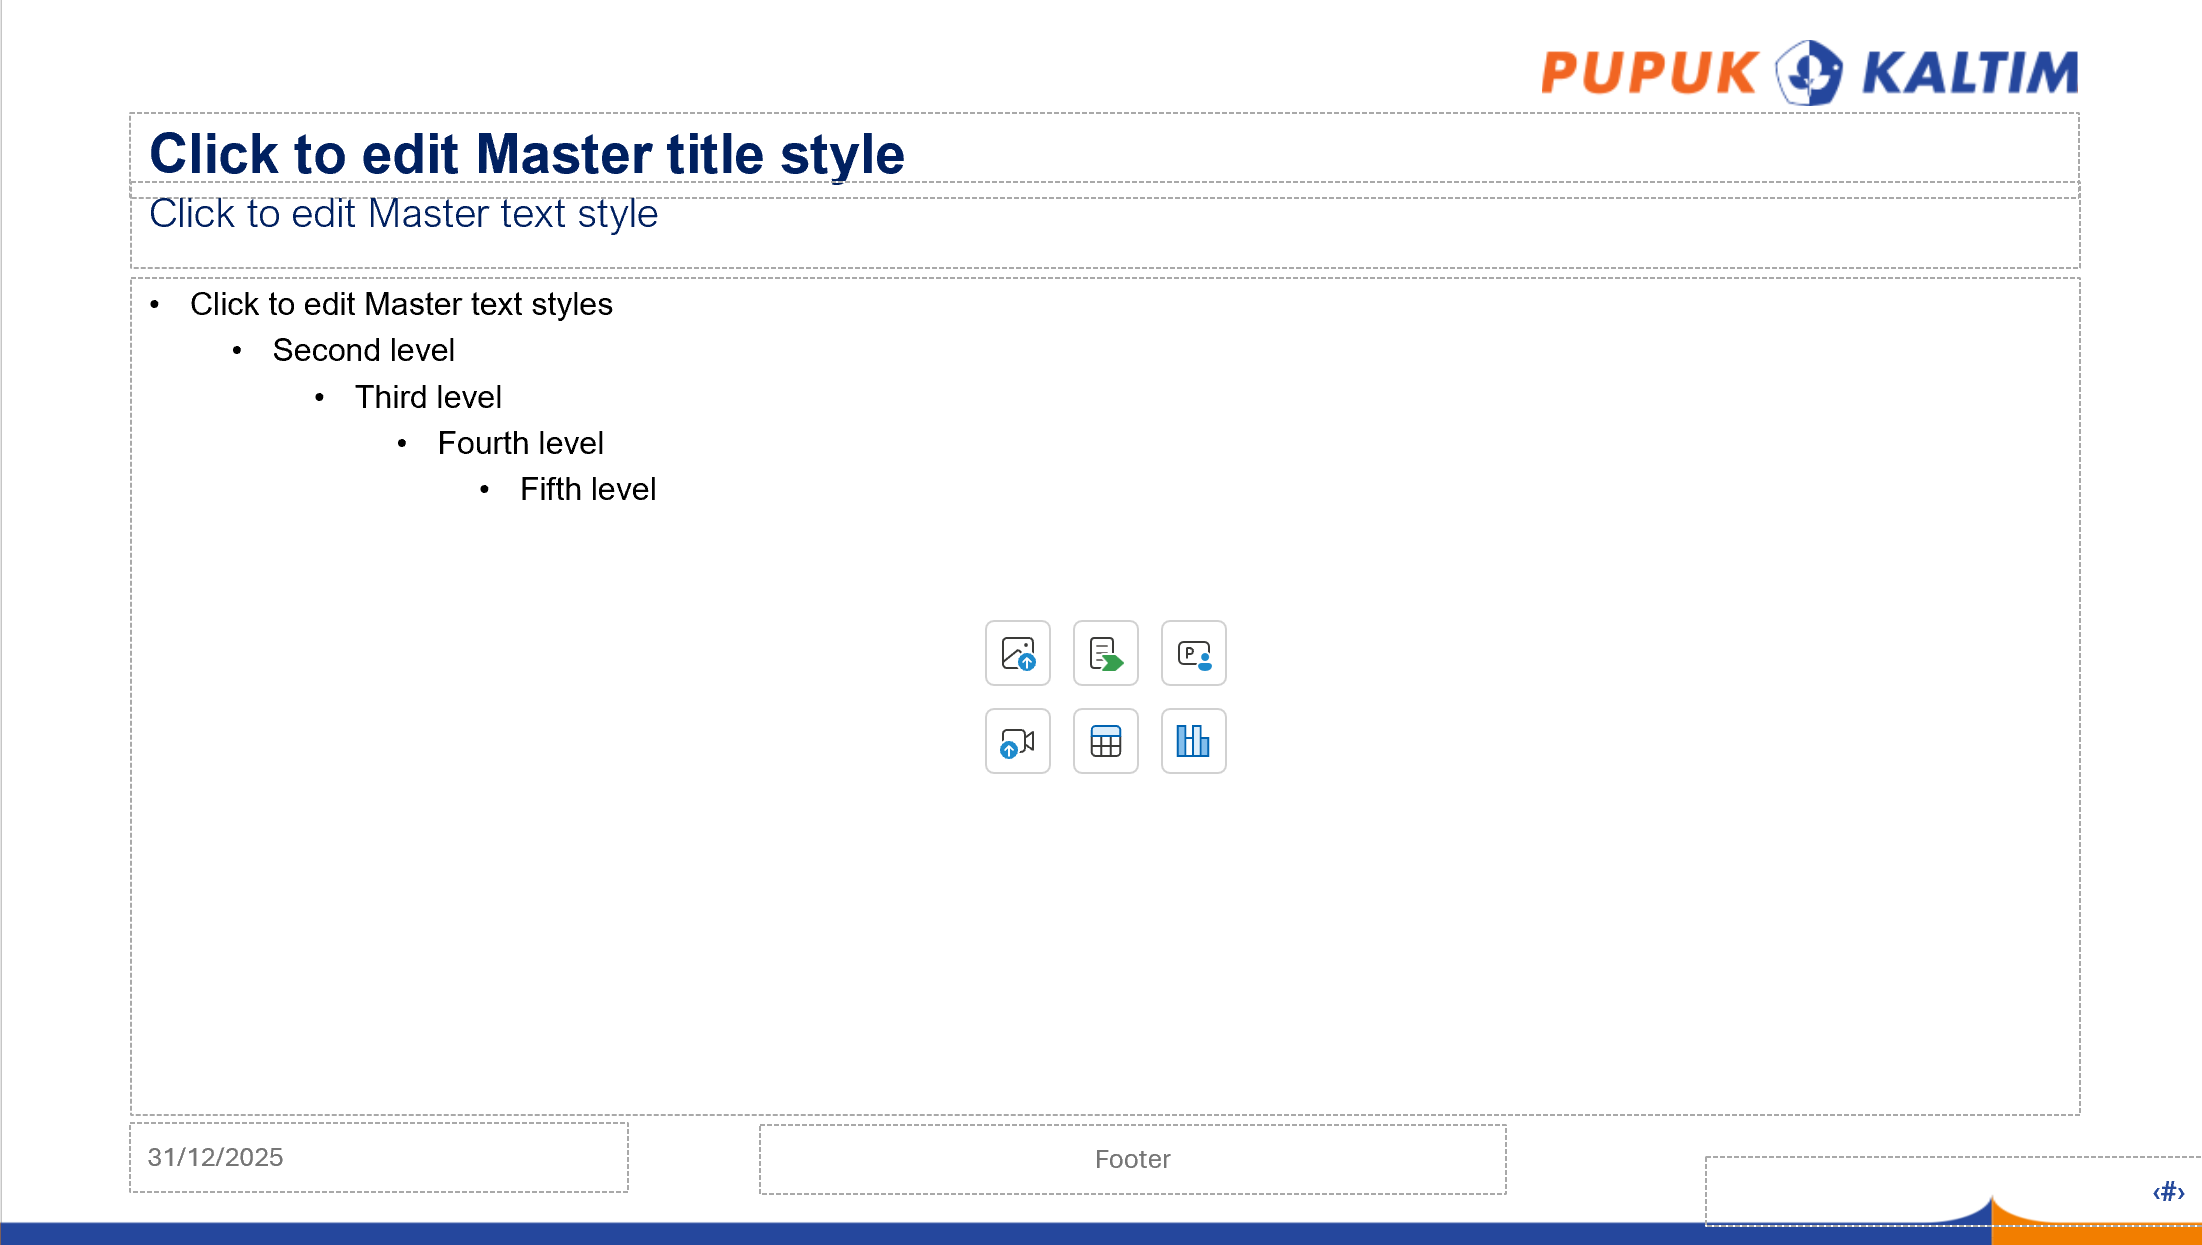 PUPUK KALTIM
Click to edit Master title style
Click to edit Master text style
• Click to edit Master text styles
• Second level
• Third level
• Fourth level
• Fifth level
P
31/12/2025
Footer
‹#›